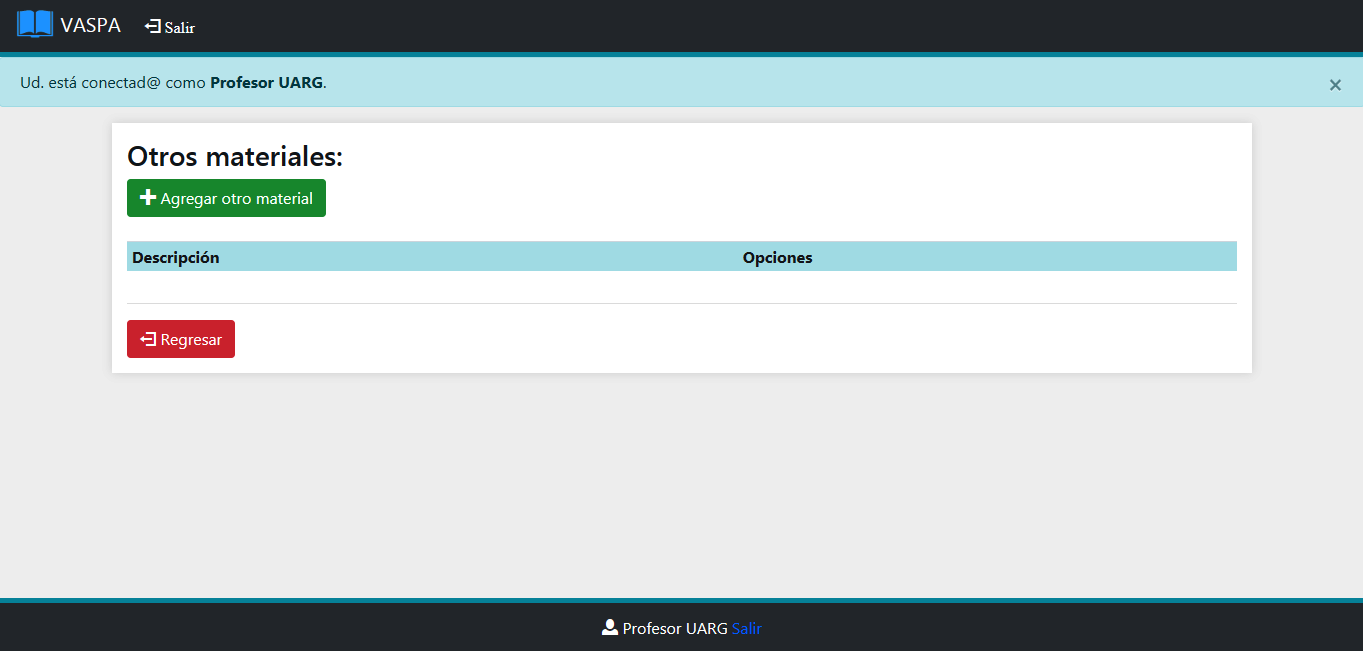 VASPA Salir
Ud. está conectad@ como Profesor UARG.
Otros materiales:
Agregar otro material
Descripción Opciones
Regresar
Profesor UARG Salir